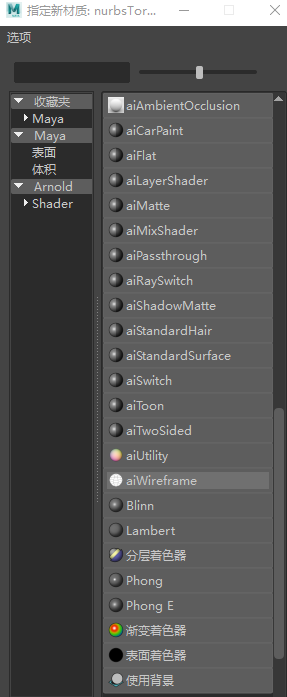 指定新材质: nurbsTor...
选项
收藏夹
Maya
Maya
表面
体积
Arnold
Shader
aiAmbientOcclusion
aiCarPaint
aiFlat
aiLayerShader
aiMatte
aiMixShader
aiPassthrough
aiRaySwitch
aiShadowMatte
aiStandardHair
aiStandardSurface
aiSwitch
aiToon
aiTwoSided
aiUtility
aiWireframe
Blinn
Lambert
分层着色器
Phong
Phong E
渐变着色器
表面着色器
使用背景